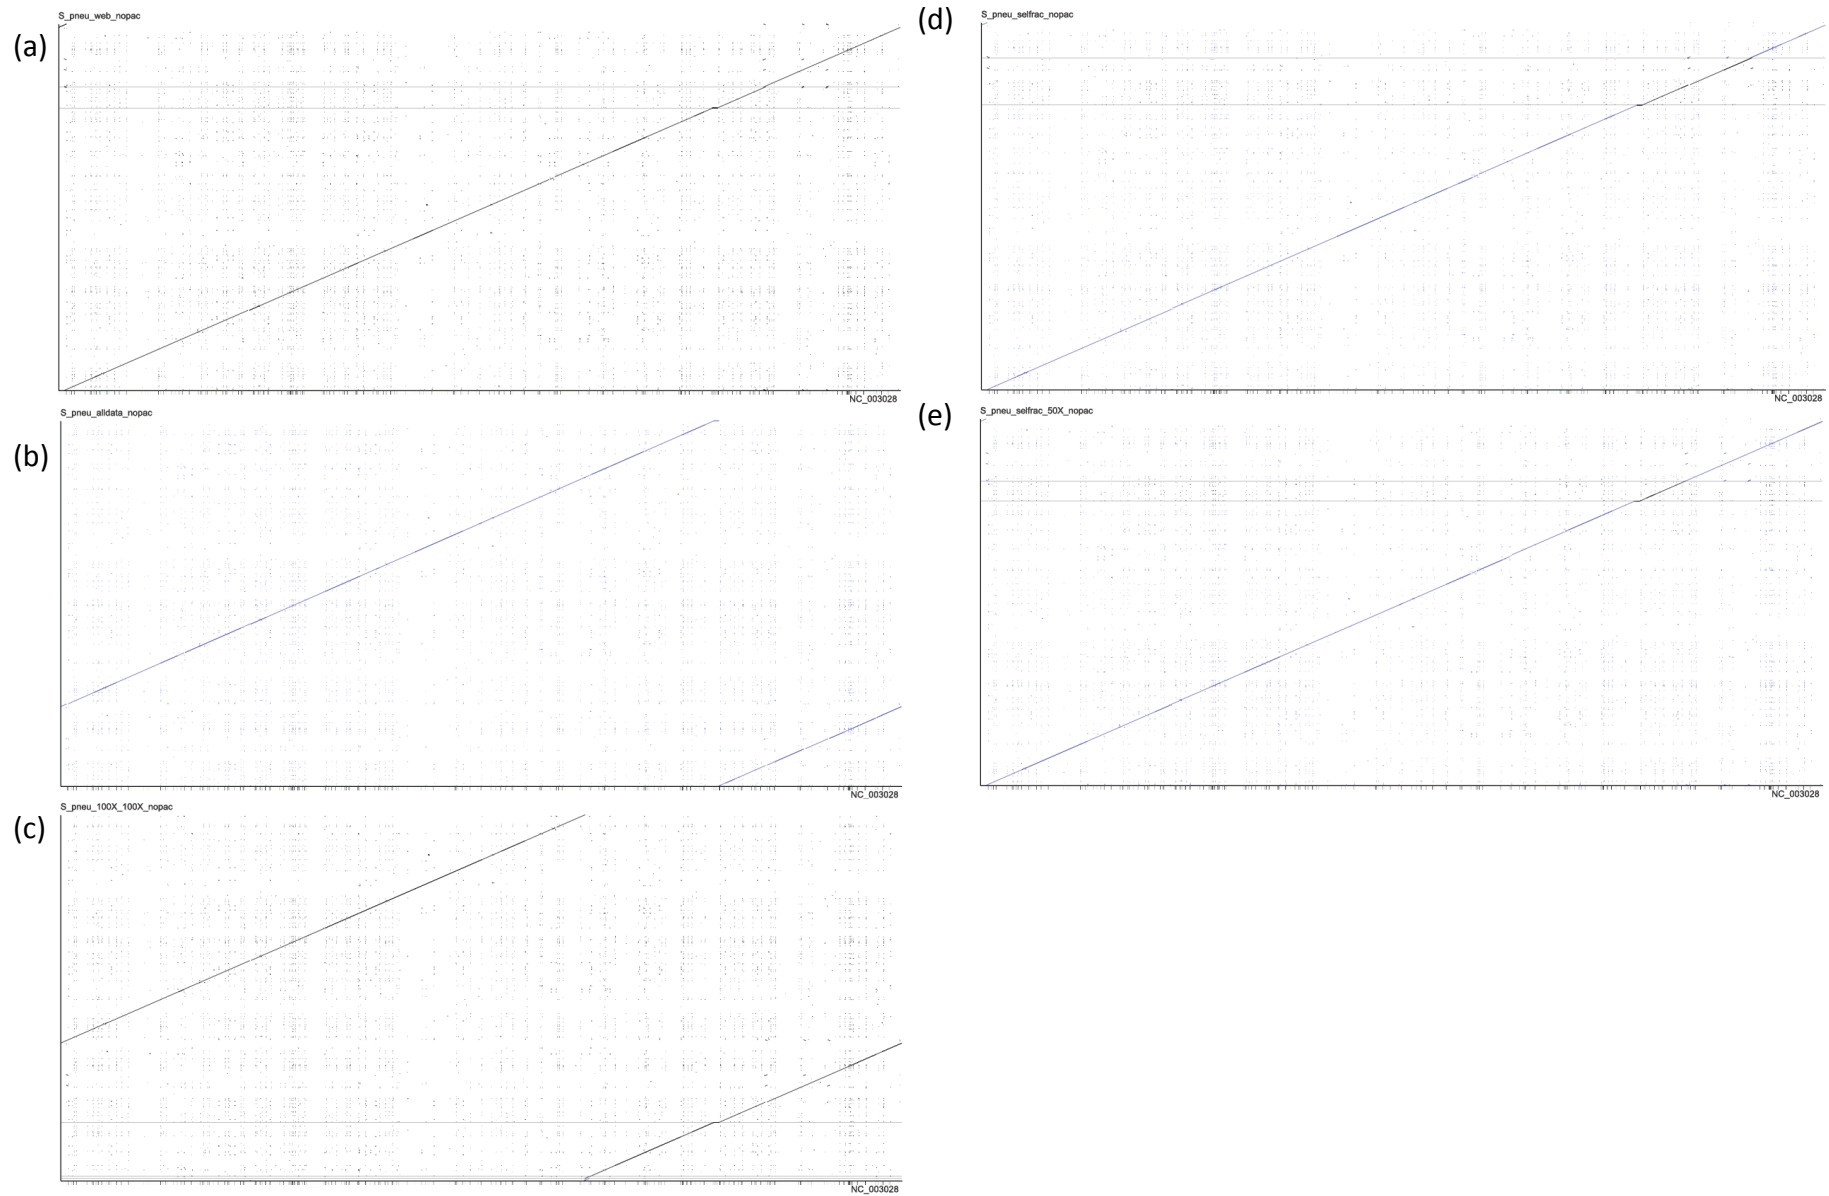 (a)
S_pneu_web_nopac
NC_003028
(b)
S_pneu_alldata_nopac
NC_003028
(c)
S_pneu_100X_100X_nopac
NC_003028
(d)
S_pneu_selfrac_nopac
NC_003028
(e)
S_pneu_selfrac_50X_nopac
NC_003028